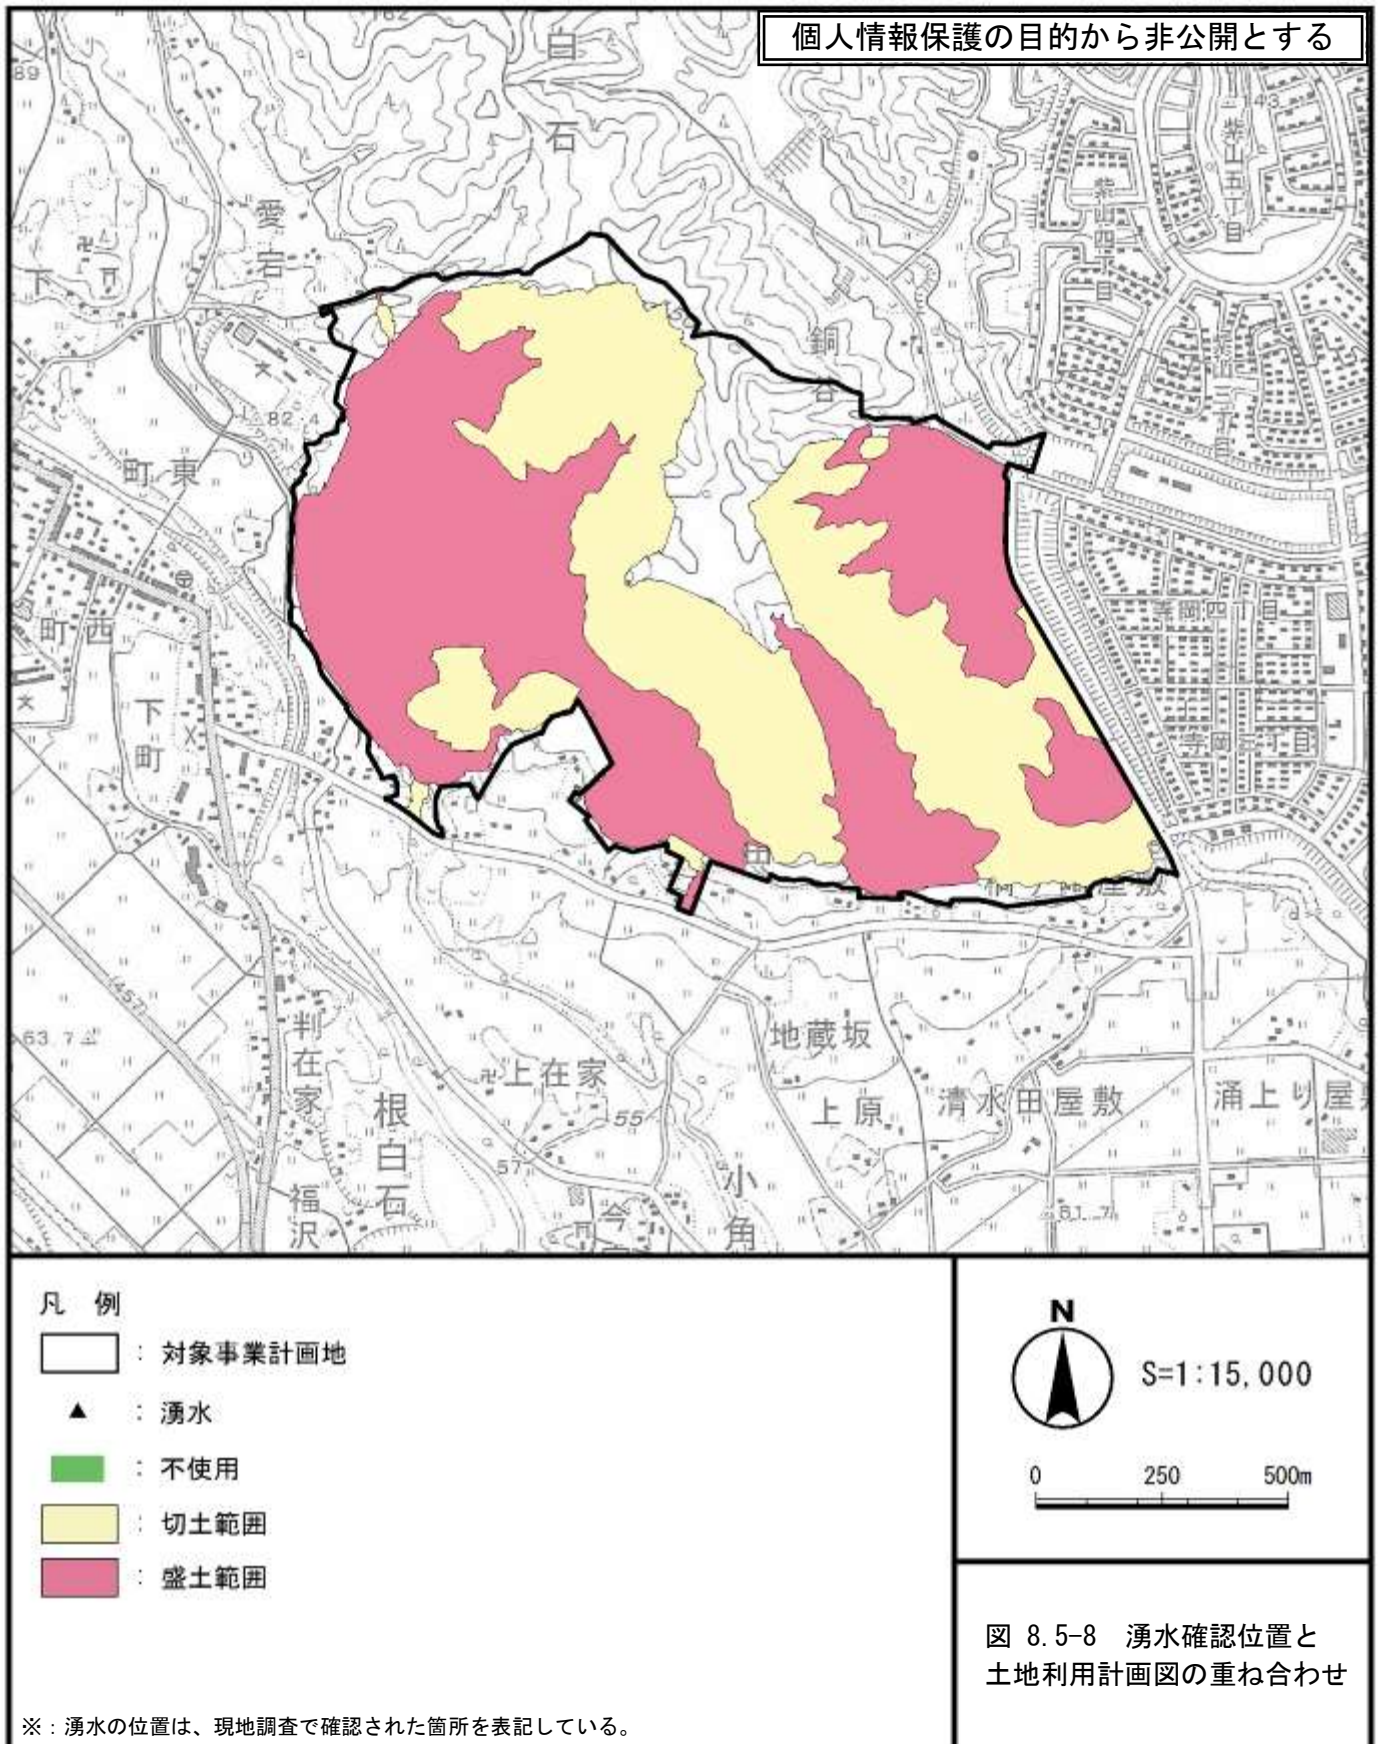 個人情報保護の目的から非公開とする
白石
愛宕
下
銅谷
紫山五丁目
紫山四丁目
89
82.4
町東
町西
下町
寺岡四丁目
寺岡三丁目
田
(457)
63.7
判在家
根白石
福沢
上在家
55
57
今
小角
地蔵坂
上原
清水田屋敷
涌上り屋
61.7
凡 例
: 対象事業計画地
▲ : 湧水
: 不使用
: 切土範囲
: 盛土範囲
※：湧水の位置は、現地調査で確認された箇所を表記している。
N
S=1:15,000
0 250 500m
図 8.5-8 湧水確認位置と
土地利用計画図の重ね合わせ